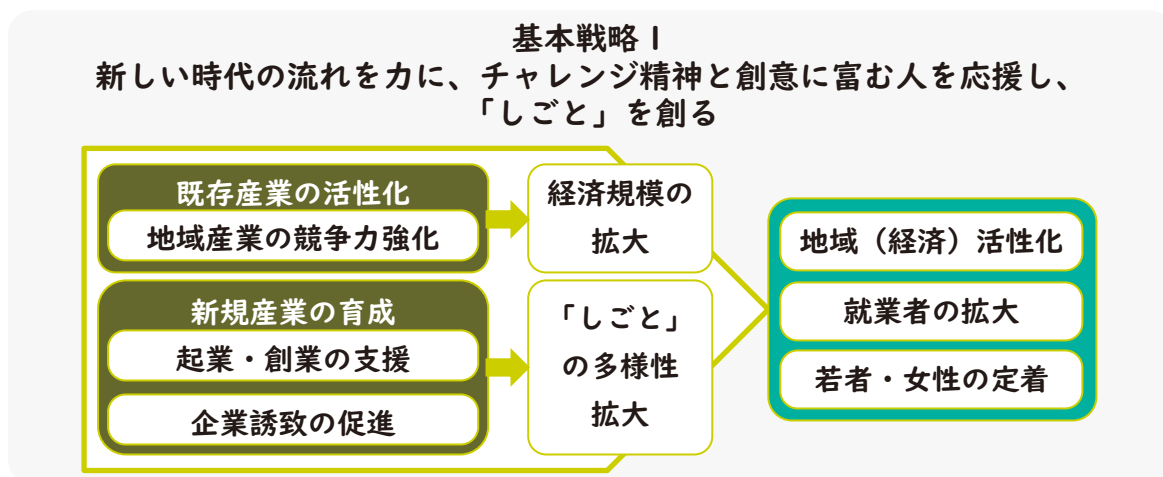 基本戦略Ⅰ
新しい時代の流れを力に、チャレンジ精神と創意に富む人を応援し、
「しごと」を創る
既存産業の活性化
地域産業の競争力強化
経済規模の
拡大
新規産業の育成
起業・創業の支援
企業誘致の促進
「しごと」
の多様性
拡大
地域（経済）活性化
就業者の拡大
若者・女性の定着